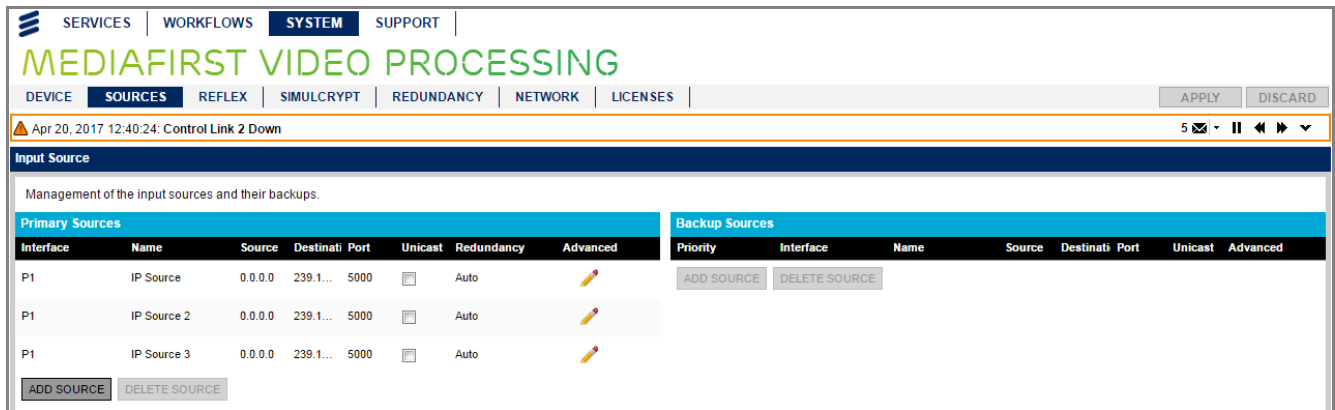 SERVICES WORKFLOWS SYSTEM SUPPORT
MEDIAFIRST VIDEO PROCESSING
DEVICE SOURCES REFLEX SIMULCRYPT REDUNDANCY NETWORK LICENSES APPLY DISCARD
Apr 20, 2017 12:40:24: Control Link 2 Down 5
Input Source
Management of the input sources and their backups.
Primary Sources Backup Sources
Interface Name Source Destinati Port Unicast Redundancy Advanced Priority Interface Name Source Destinati Port Unicast Advanced
P1 IP Source 0.0.0.0 239.1... 5000 Auto ADD SOURCE DELETE SOURCE
P1 IP Source 2 0.0.0.0 239.1... 5000 Auto
P1 IP Source 3 0.0.0.0 239.1... 5000 Auto
ADD SOURCE DELETE SOURCE